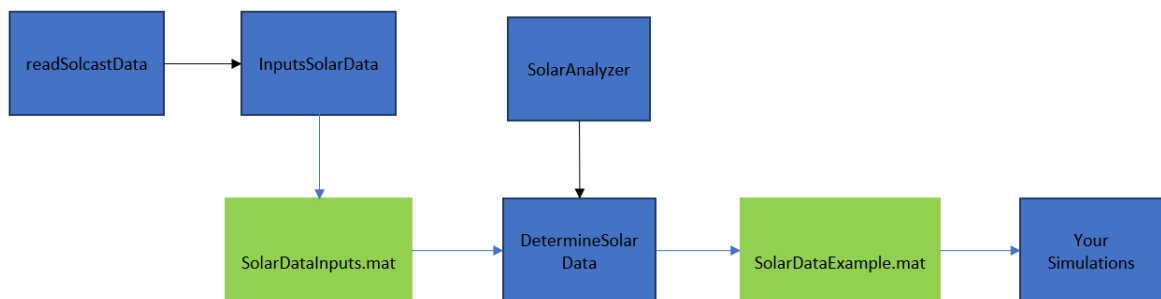 readSolcastData
InputsSolarData
SolarAnalyzer
SolarDataInputs.mat
DetermineSolar
Data
SolarDataExample.mat
Your
Simulations